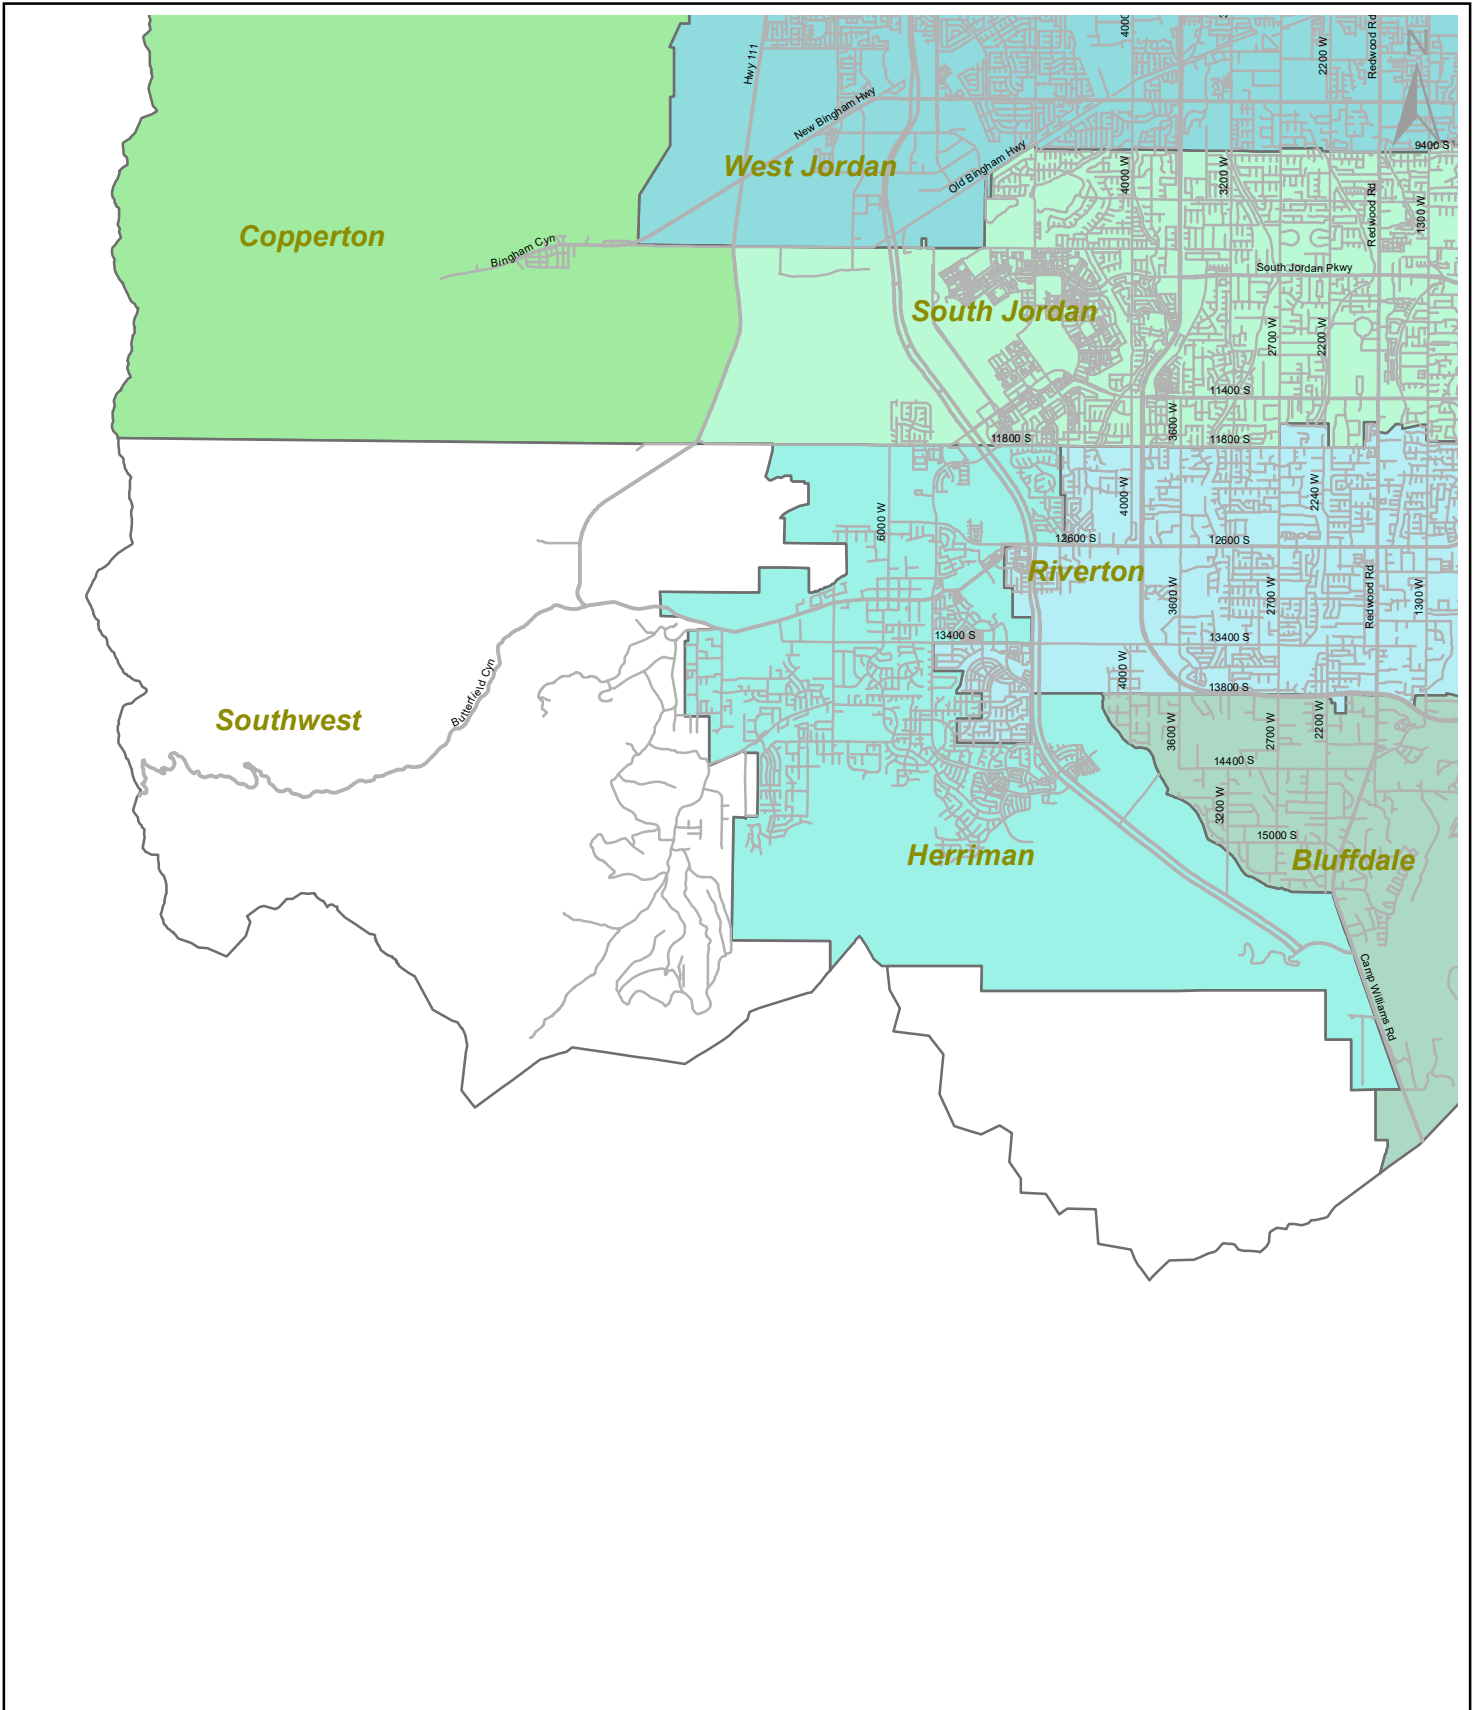 4000
2200 W
Redwood Rd
N
Hwy 111
New Bingham Hwy
9400 S
West Jordan
Old Bingham Hwy
4000 W
3200 W
Redwood Rd
1300 W
Copperton
Bingham Cyn
South Jordan Pkwy
South Jordan
2700 W
2200 W
11400 S
3600 W
11800 S
11800 S
6000 W
4000 W
2240 W
12600 S
12600 S
Riverton
3600 W
2700 W
Redwood Rd
1300 W
13400 S
13400 S
4000 W
13800 S
Butterfield Cyn
Southwest
3600 W
2700 W
2200 W
14400 S
3200 W
15000 S
Herriman
Bluffdale
Camp Williams Rd